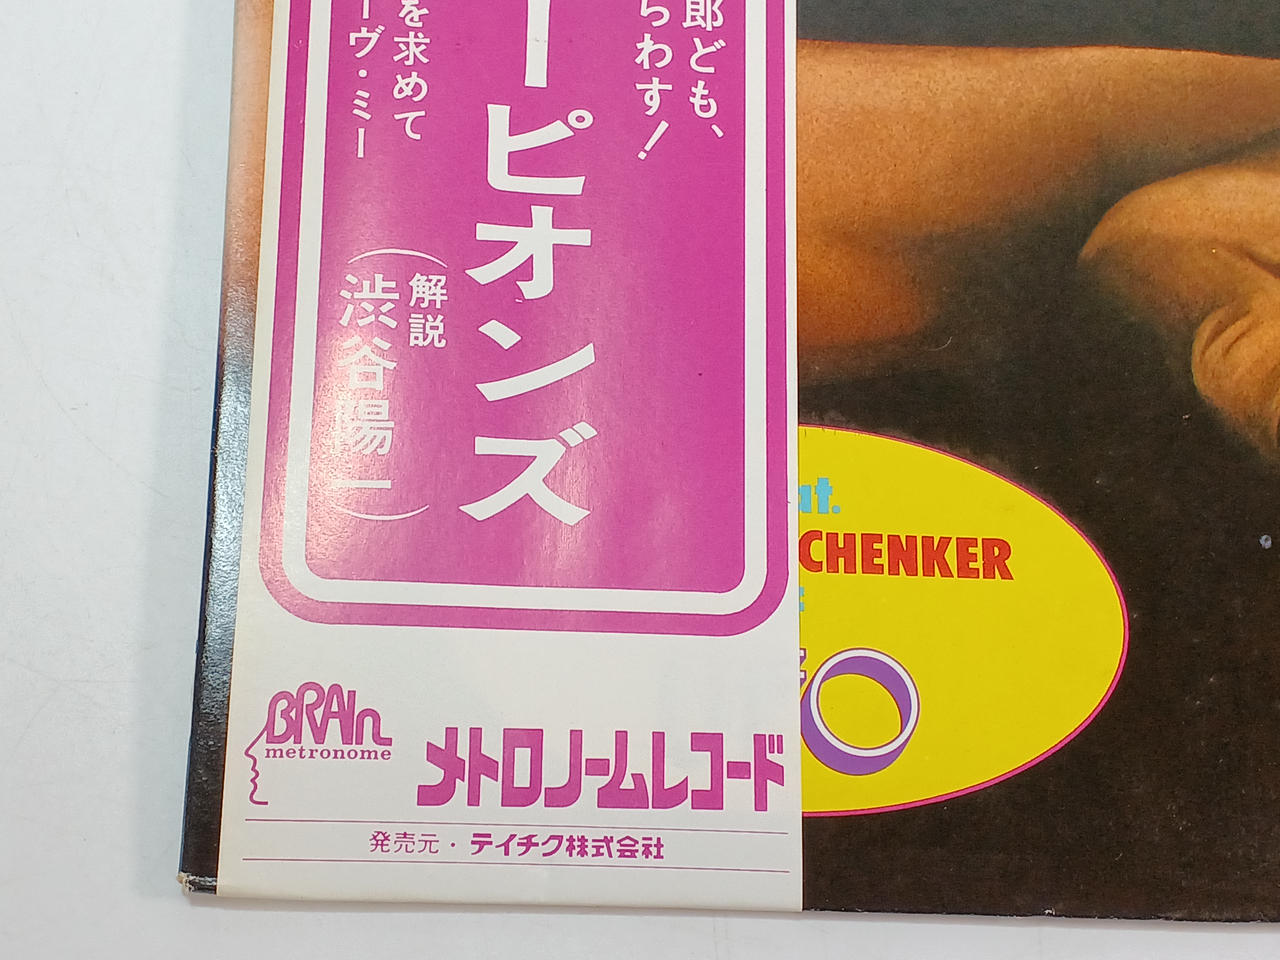 郎ども、
らわす！
ーピオンズ
を求めて
ーヴ・ミー
（解説
渋谷陽一）
at.
CHENKER
BRAIN
metronome
メトロノームレコード
発売元・テイチク株式会社